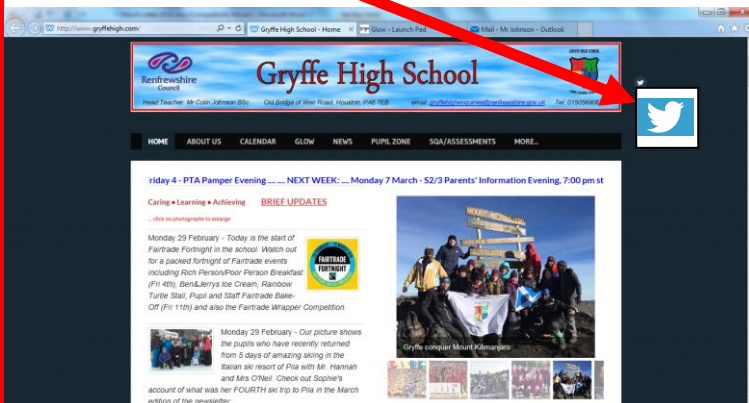 http://www.gryffehigh.com/
Gryffe High School - Home
Glow - Launch Pad
Mail - Mr Johnson - Outlook
Renfrewshire
Council
Gryffe High School
Head Teacher: Mr Colin Johnson BSc Old Bridge of Weir Road, Houston, PA6 7EB email: gryffehighenquiries@renfrewshire.gov.uk Tel:
HOME ABOUT US CALENDAR GLOW NEWS PUPIL ZONE SQA/ASSESSMENTS MORE...
riday 4 - PTA Pamper Evening ..... ..... NEXT WEEK: .... Monday 7 March - S2/3 Parents' Information Evening, 7:00 pm st
Caring • Learning • Achieving BRIEF UPDATES
... click on photographs to enlarge
Monday 29 February - Today is the start of
Fairtrade Fortnight in the school. Watch out
for a packed fortnight of Fairtrade events
including Rich Person/Poor Person Breakfast
(Fri 4th), Ben&Jerrys Ice Cream, Rainbow
Turtle Stall, Pupil and Staff Fairtrade Bake-
Off (Fri 11th) and also the Fairtrade Wrapper Competition
FAIRTRADE
FORTNIGHT
Monday 29 February - Our picture shows
the pupils who have recently returned
from 5 days of amazing skiing in the
Italian ski resort of Pila with Mr. Hannah
and Mrs O'Neil. Check out Sophie's
account of what was her FOURTH ski trip to Pila in the March
edition of the newsletter
Gryffe conquer Mount Kilimanjaro